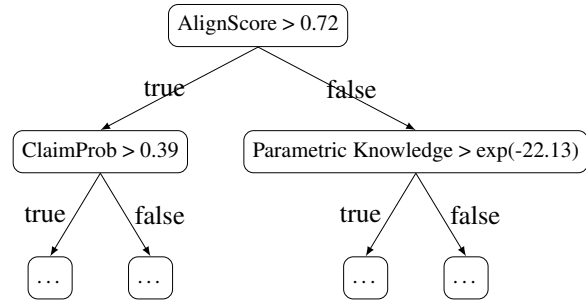 AlignScore > 0.72
true
false
ClaimProb > 0.39
Parametric Knowledge > exp(-22.13)
true
false
true
false
...
...
...
...